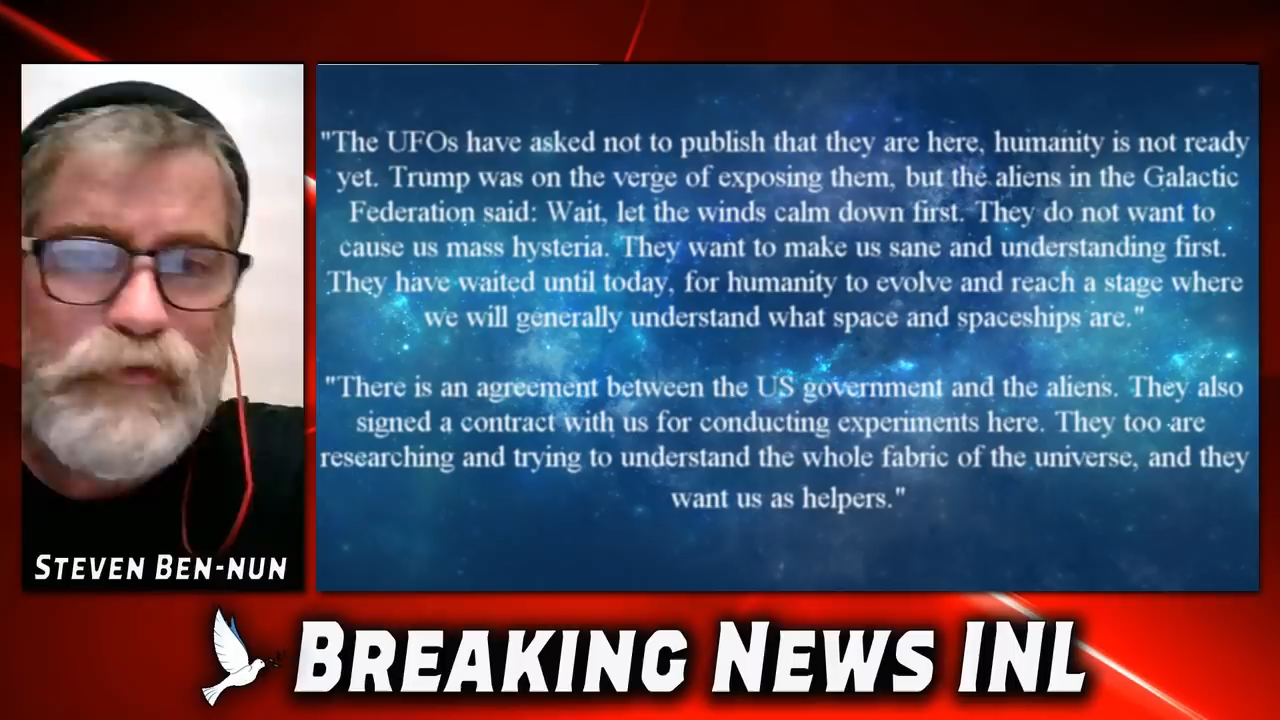 "The UFOs have asked not to publish that they are here, humanity is not ready
yet. Trump was on the verge of exposing them, but the aliens in the Galactic
Federation said: Wait, let the winds calm down first. They do not want to
cause us mass hysteria. They want to make us sane and understanding first.
They have waited until today, for humanity to evolve and reach a stage where
we will generally understand what space and spaceships are."
"There is an agreement between the US government and the aliens. They also
signed a contract with us for conducting experiments here. They too are
researching and trying to understand the whole fabric of the universe, and they
want us as helpers."
STEVEN BEN-NUN
BREAKING NEWS INL